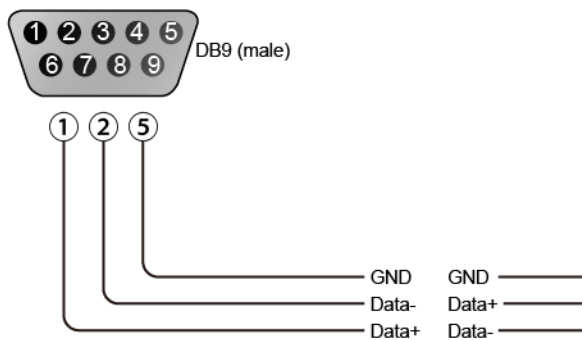 1 2 3 4 5
DB9 (male)
6 7 8 9
1 2 5
GND GND
Data- Data+
Data+ Data-